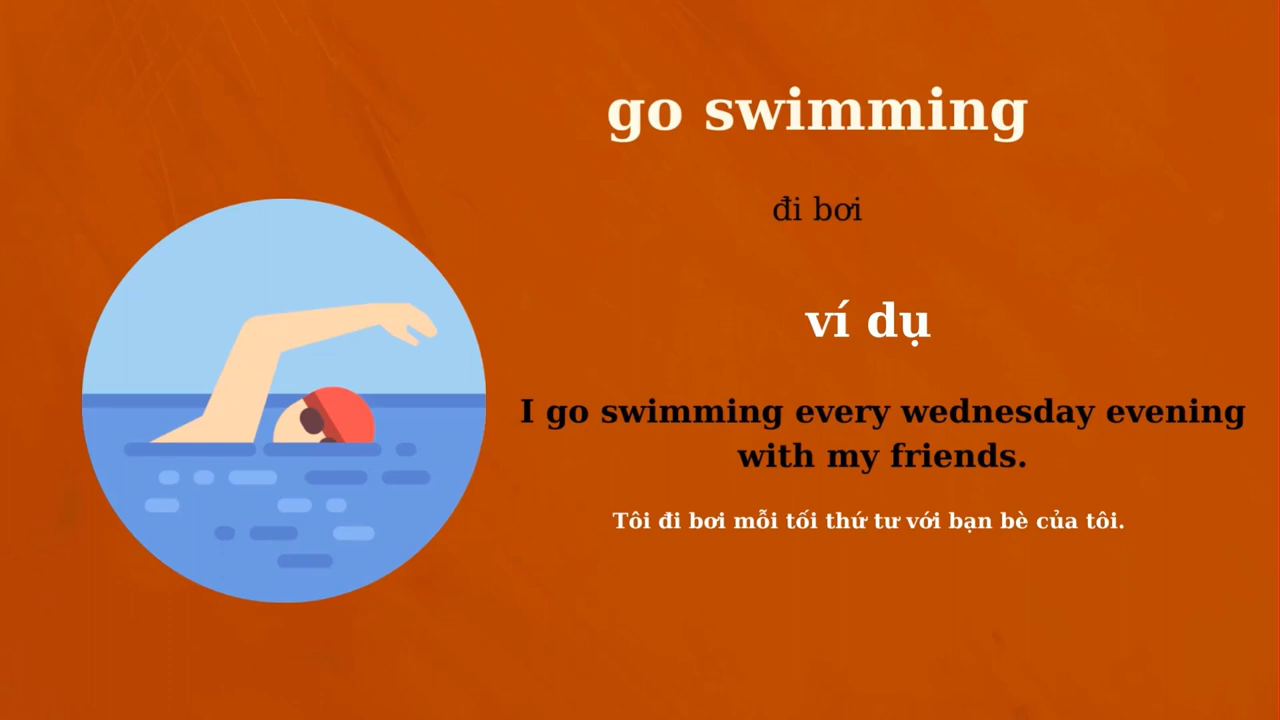 go swimming
đi bơi
ví dụ
I go swimming every wednesday evening
with my friends.
Tôi đi bơi mỗi tối thứ tư với bạn bè của tôi.